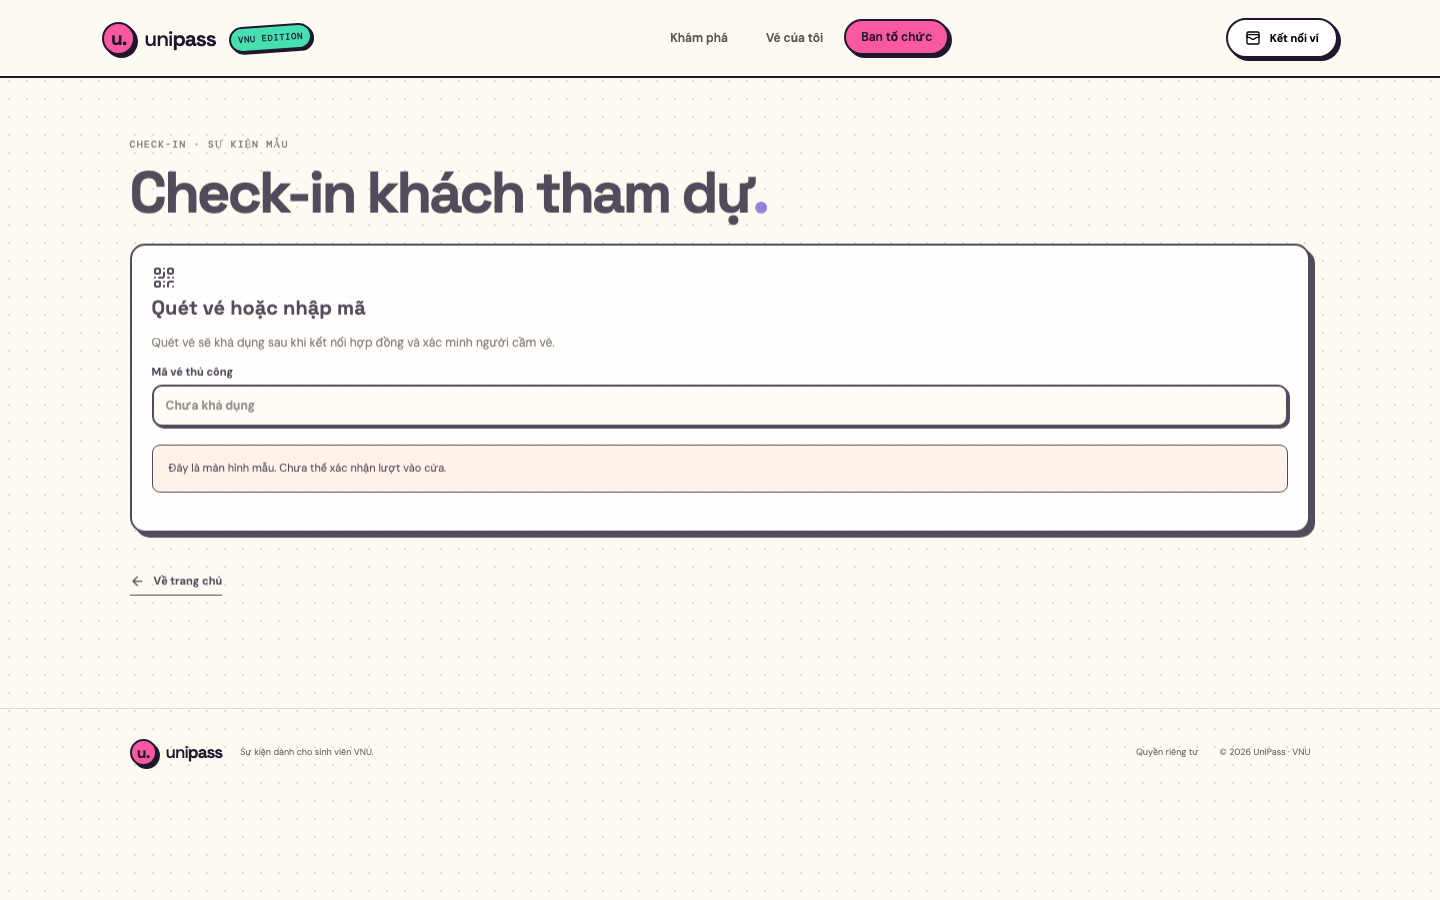 u. unipass VNU EDITION Khám phá Vé của tôi Ban tổ chức Kết nối ví
CHECK-IN · SỰ KIỆN MẪU
Check-in khách tham dự.
Quét vé hoặc nhập mã
Quét vé sẽ khả dụng sau khi kết nối hợp đồng và xác minh người cầm vé.
Mã vé thủ công
Chưa khả dụng
Đây là màn hình mẫu. Chưa thể xác nhận lượt vào cửa.
Về trang chủ
u. unipass Sự kiện dành cho sinh viên VNU. Quyền riêng tư © 2026 UniPass · VNU